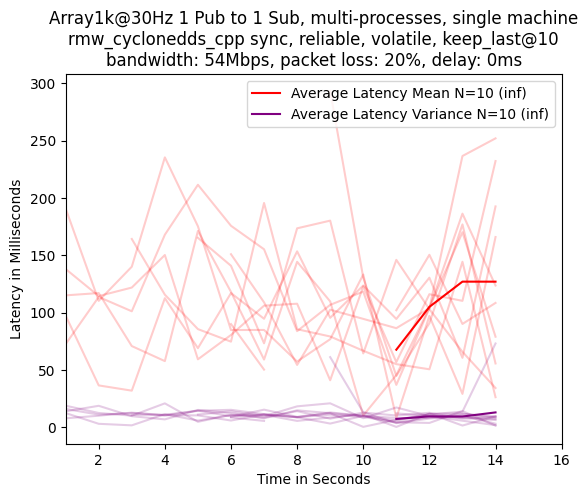 Array1k@30Hz 1 Pub to 1 Sub, multi-processes, single machine
rmw_cyclonedds_cpp sync, reliable, volatile, keep_last@10
bandwidth: 54Mbps, packet loss: 20%, delay: 0ms
Average Latency Mean N=10 (inf)
Average Latency Variance N=10 (inf)
Latency in Milliseconds
300
250
200
150
100
50
0
2 4 6 8 10 12 14 16
Time in Seconds